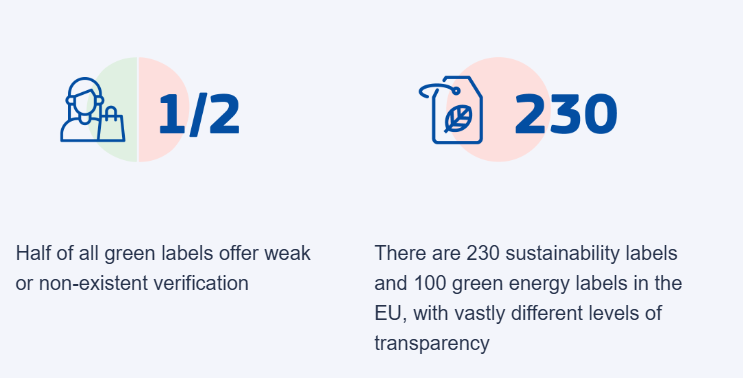 1/2
Half of all green labels offer weak
or non-existent verification
230
There are 230 sustainability labels
and 100 green energy labels in the
EU, with vastly different levels of
transparency